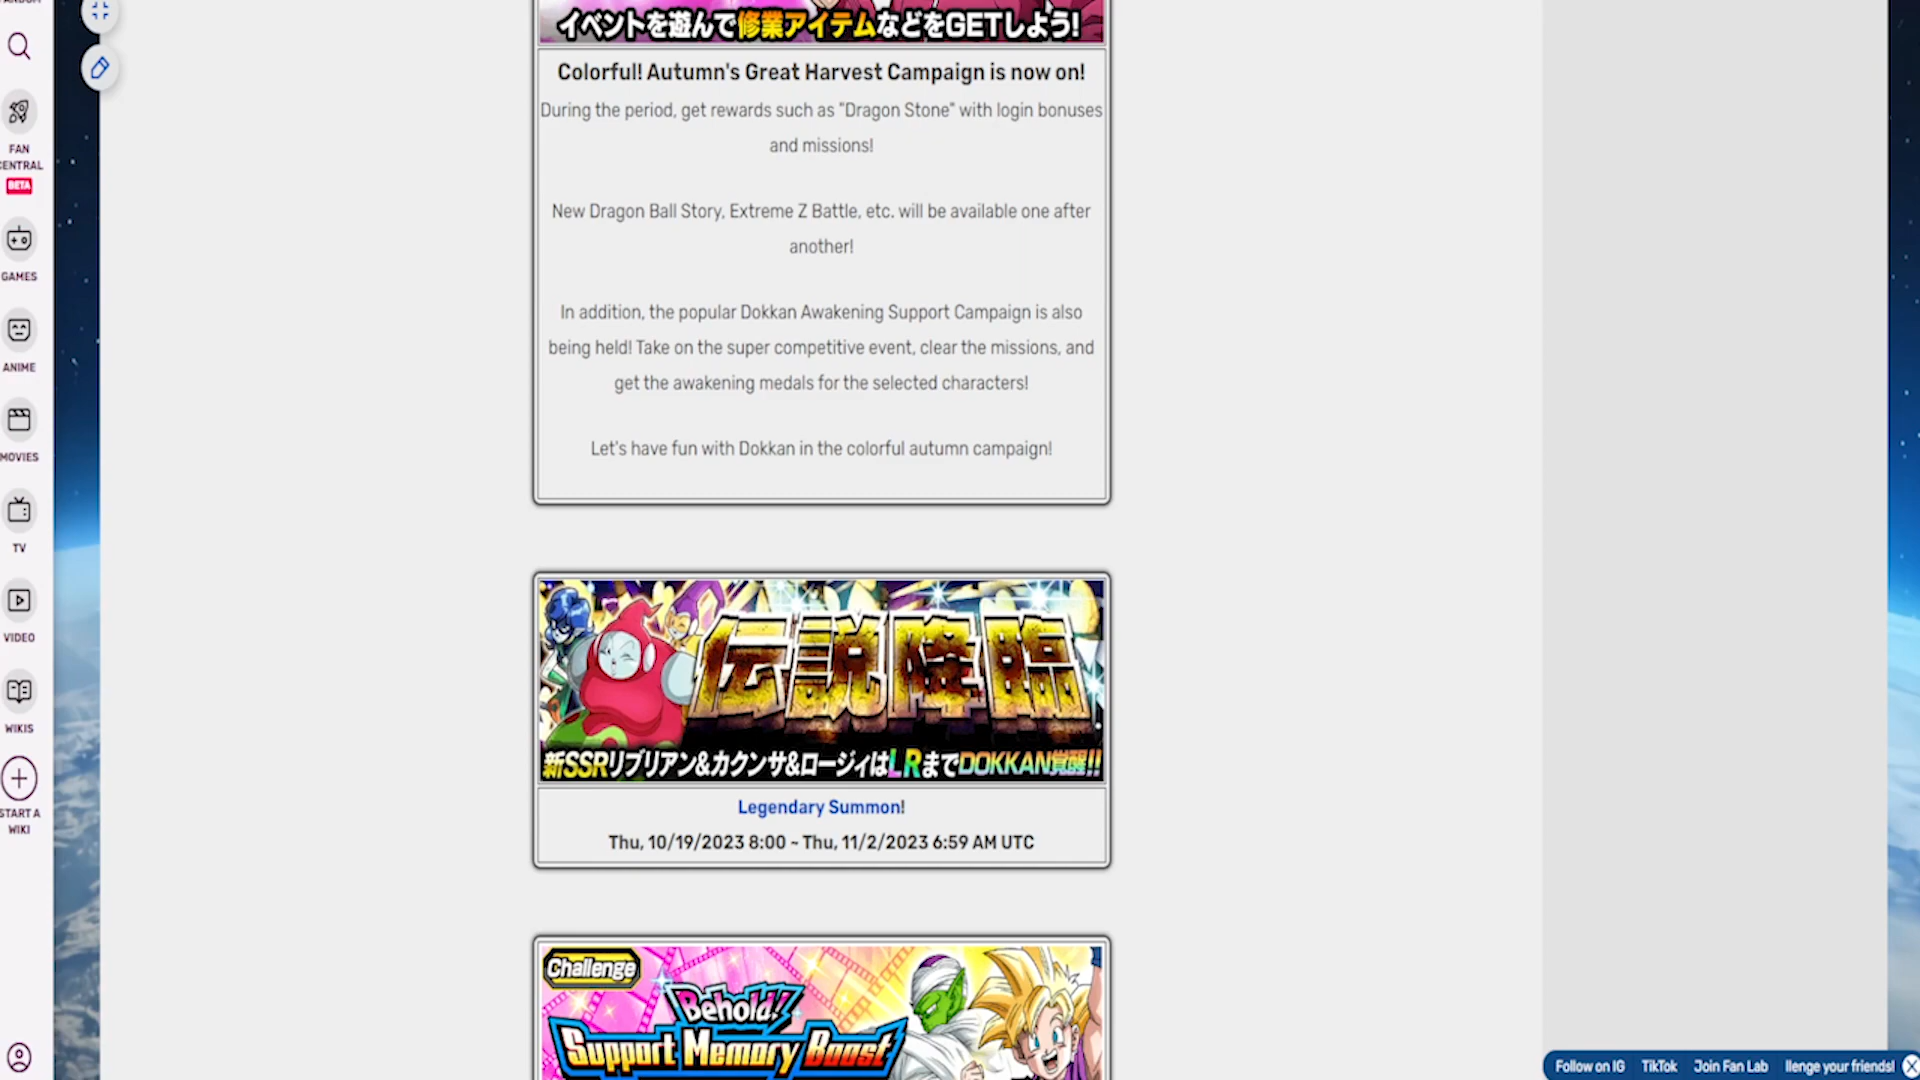 イベントを遊んで修業アイテムなどをGETしよう!
Colorful! Autumn's Great Harvest Campaign is now on!
During the period, get rewards such as "Dragon Stone" with login bonuses
and missions!
New Dragon Ball Story, Extreme Z Battle, etc. will be available one after
another!
In addition, the popular Dokkan Awakening Support Campaign is also
being held! Take on the super competitive event, clear the missions, and
get the awakening medals for the selected characters!
Let's have fun with Dokkan in the colorful autumn campaign!
伝説降臨
新SSRリブリアン&カクンサ&ロージィはLRまでDOKKAN覚醒!!
Legendary Summon!
Thu, 10/19/2023 8:00 ~ Thu, 11/2/2023 6:59 AM UTC
Challenge
Behold!
Support Memory Boost
FAN
CENTRAL
BETA
GAMES
ANIME
MOVIES
TV
VIDEO
WIKIS
START A
WIKI
Follow on IG TikTok Join Fan Lab llenge your friends!